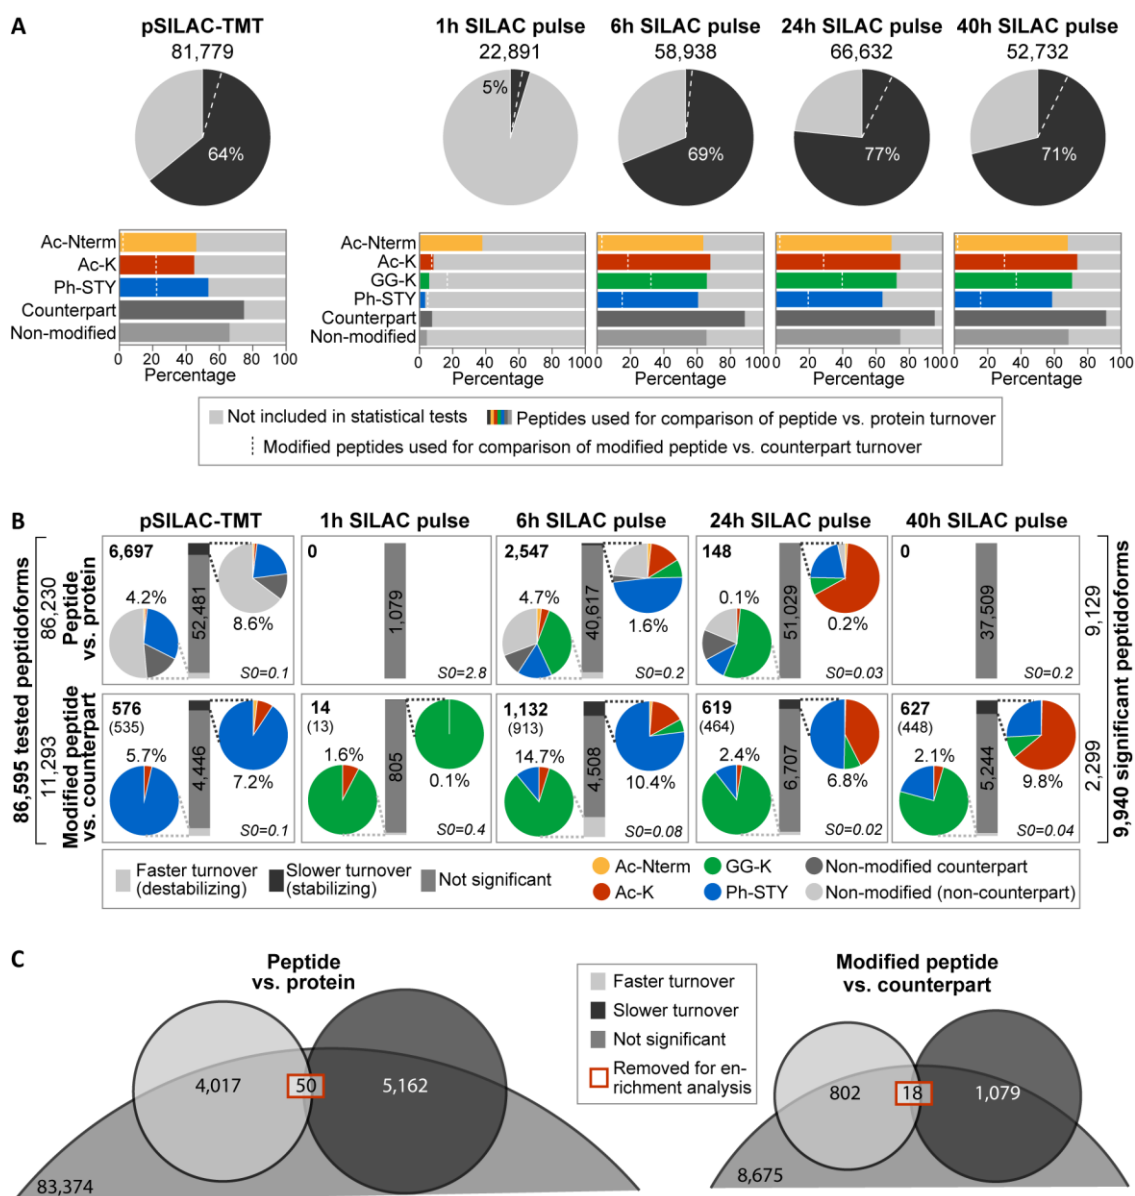 A
pSILAC-TMT
81,779
1h SILAC pulse
22,891
6h SILAC pulse
58,938
24h SILAC pulse
66,632
40h SILAC pulse
52,732
64%
5%
69%
77%
71%
Ac-Nterm
Ac-K
Ph-STY
Counterpart
Non-modified
0 20 40 60 80 100
Percentage
Ac-Nterm
Ac-K
GG-K
Ph-STY
Counterpart
Non-modified
0 20 40 60 80 100
Percentage
0 20 40 60 80 100
Percentage
0 20 40 60 80 100
Percentage
0 20 40 60 80 100
Percentage
Not included in statistical tests
Peptides used for comparison of peptide vs. protein turnover
Modified peptides used for comparison of modified peptide vs. counterpart turnover
B
pSILAC-TMT
1h SILAC pulse
6h SILAC pulse
24h SILAC pulse
40h SILAC pulse
86,595 tested peptidoforms
86,230
Peptide
vs. protein
6,697
4.2%
52,481
8.6%
S0=0.1
0
1,079
S0=2.8
2,547
4.7%
40,617
1.6%
S0=0.2
148
0.1%
51,029
0.2%
S0=0.03
0
37,509
S0=0.2
9,129
9,940 significant peptidoforms
11,293
Modified peptide
vs. counterpart
576
(535)
5.7%
4,446
7.2%
S0=0.1
14
(13)
1.6%
805
0.1%
S0=0.4
1,132
(913)
14.7%
4,508
10.4%
S0=0.08
619
(464)
2.4%
6,707
6.8%
S0=0.02
627
(448)
2.1%
5,244
9.8%
S0=0.04
2,299
Faster turnover
(destabilizing)
Slower turnover
(stabilizing)
Not significant
Ac-Nterm
Ac-K
GG-K
Ph-STY
Non-modified counterpart
Non-modified (non-counterpart)
C
Peptide
vs. protein
4,017
50
5,162
83,374
Faster turnover
Slower turnover
Not significant
Removed for en-
richment analysis
Modified peptide
vs. counterpart
802
18
1,079
8,675